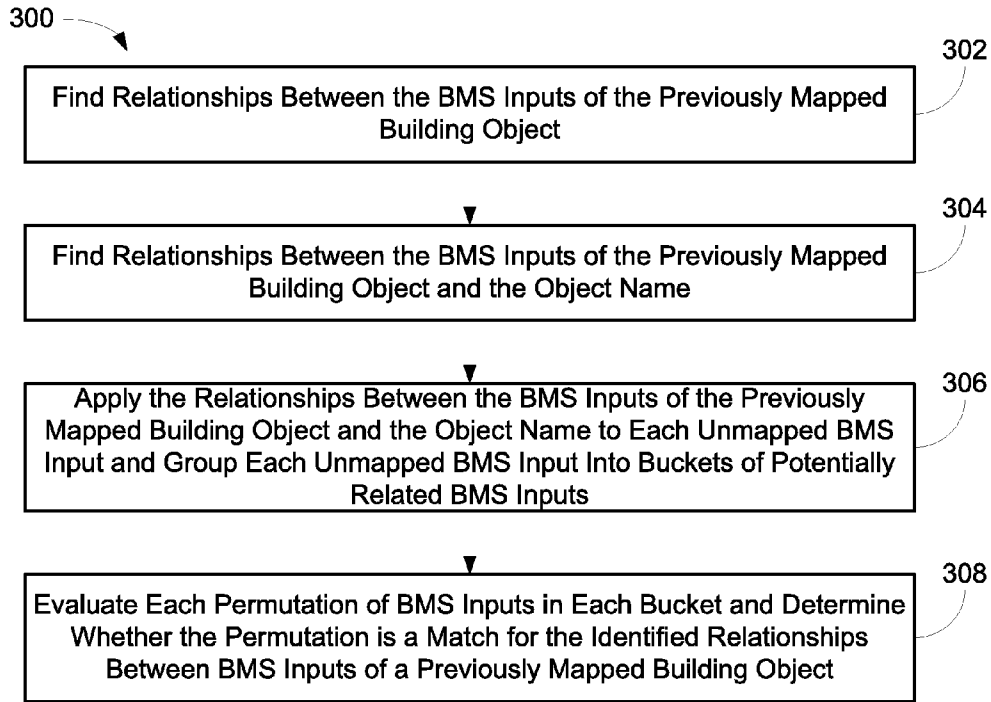 300
302
Find Relationships Between the BMS Inputs of the Previously Mapped
Building Object
304
Find Relationships Between the BMS Inputs of the Previously Mapped
Building Object and the Object Name
306
Apply the Relationships Between the BMS Inputs of the Previously
Mapped Building Object and the Object Name to Each Unmapped BMS
Input and Group Each Unmapped BMS Input Into Buckets of Potentially
Related BMS Inputs
308
Evaluate Each Permutation of BMS Inputs in Each Bucket and Determine
Whether the Permutation is a Match for the Identified Relationships
Between BMS Inputs of a Previously Mapped Building Object